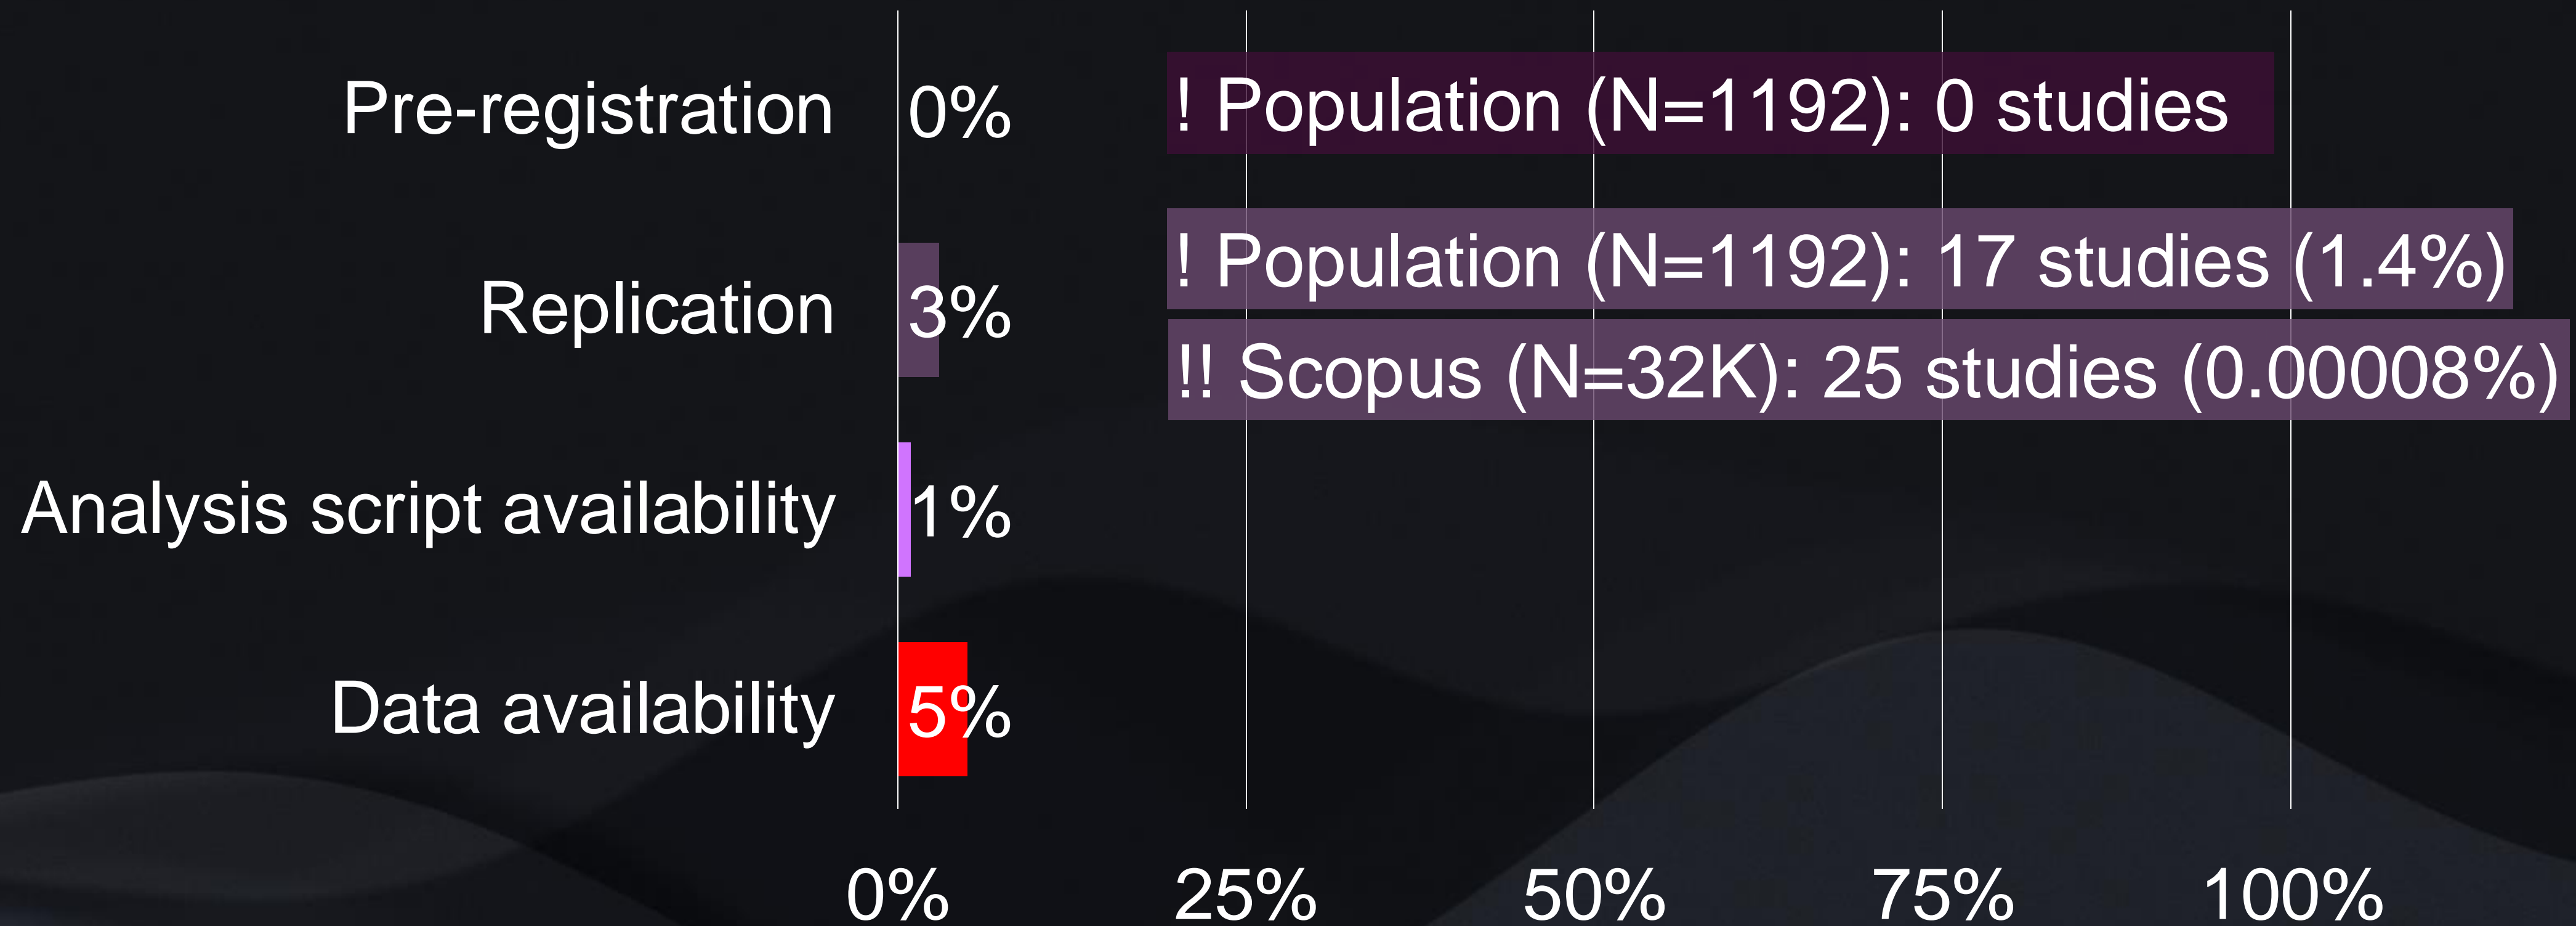 Pre-registration 0% ! Population (N=1192): 0 studies
Replication 3% ! Population (N=1192): 17 studies (1.4%)
!! Scopus (N=32K): 25 studies (0.00008%)
Analysis script availability 1%
Data availability 5%
0% 25% 50% 75% 100%